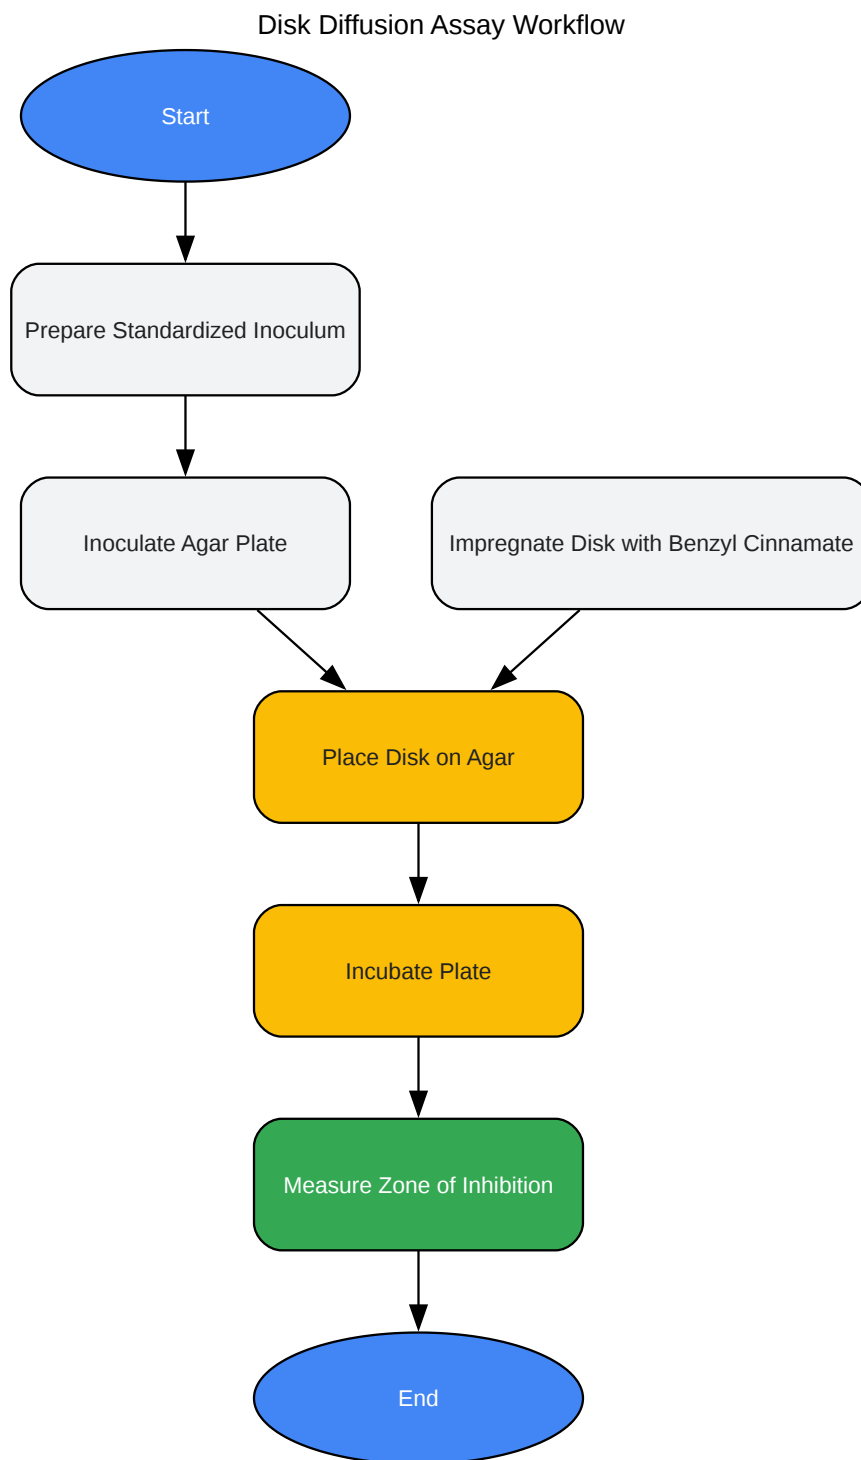 Disk Diffusion Assay Workflow
Start
Prepare Standardized Inoculum
Inoculate Agar Plate
Impregnate Disk with Benzyl Cinnamate
Place Disk on Agar
Incubate Plate
Measure Zone of Inhibition
End